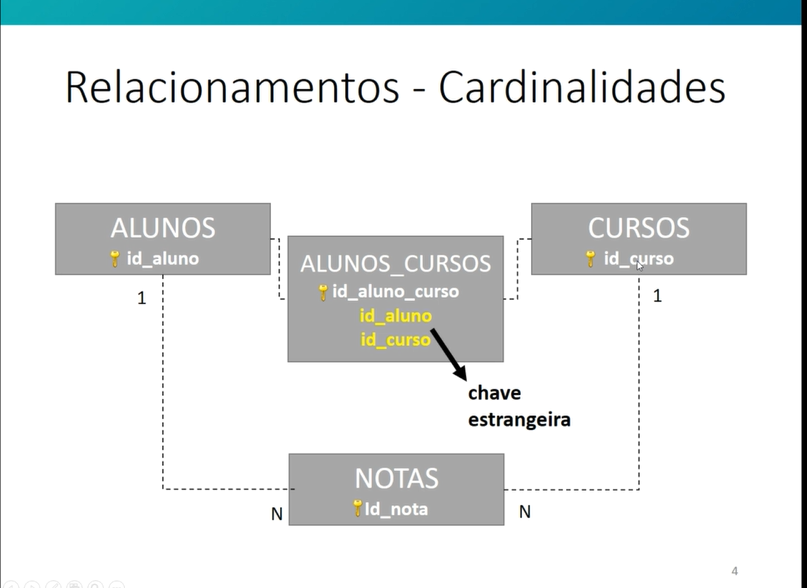 Relacionamentos - Cardinalidades
ALUNOS
id_aluno
CURSOS
id_curso
ALUNOS_CURSOS
id_aluno_curso
id_aluno
id_curso
1
1
chave
estrangeira
NOTAS
Id_nota
N
N
4